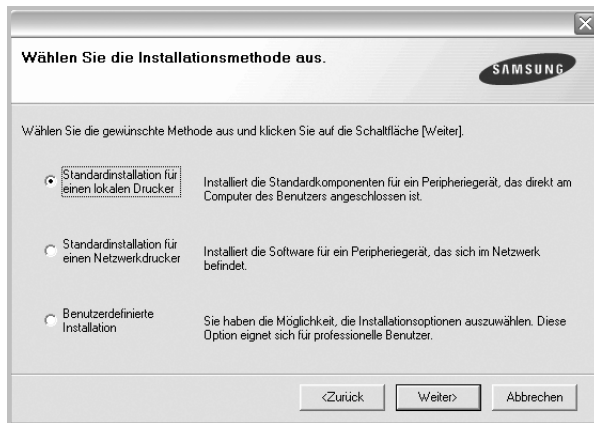 Wählen Sie die Installationsmethode aus.
SAMSUNG
Wählen Sie die gewünschte Methode aus und klicken Sie auf die Schaltfläche [Weiter].
Standardinstallation für
einen lokalen Drucker
Installiert die Standardkomponenten für ein Peripheriegerät, das direkt am
Computer des Benutzers angeschlossen ist.
Standardinstallation für
einen Netzwerkdrucker
Installiert die Software für ein Peripheriegerät, das sich im Netzwerk
befindet.
Benutzerdefinierte
Installation
Sie haben die Möglichkeit, die Installationsoptionen auszuwählen. Diese
Option eignet sich für professionelle Benutzer.
<Zurück
Weiter>
Abbrechen